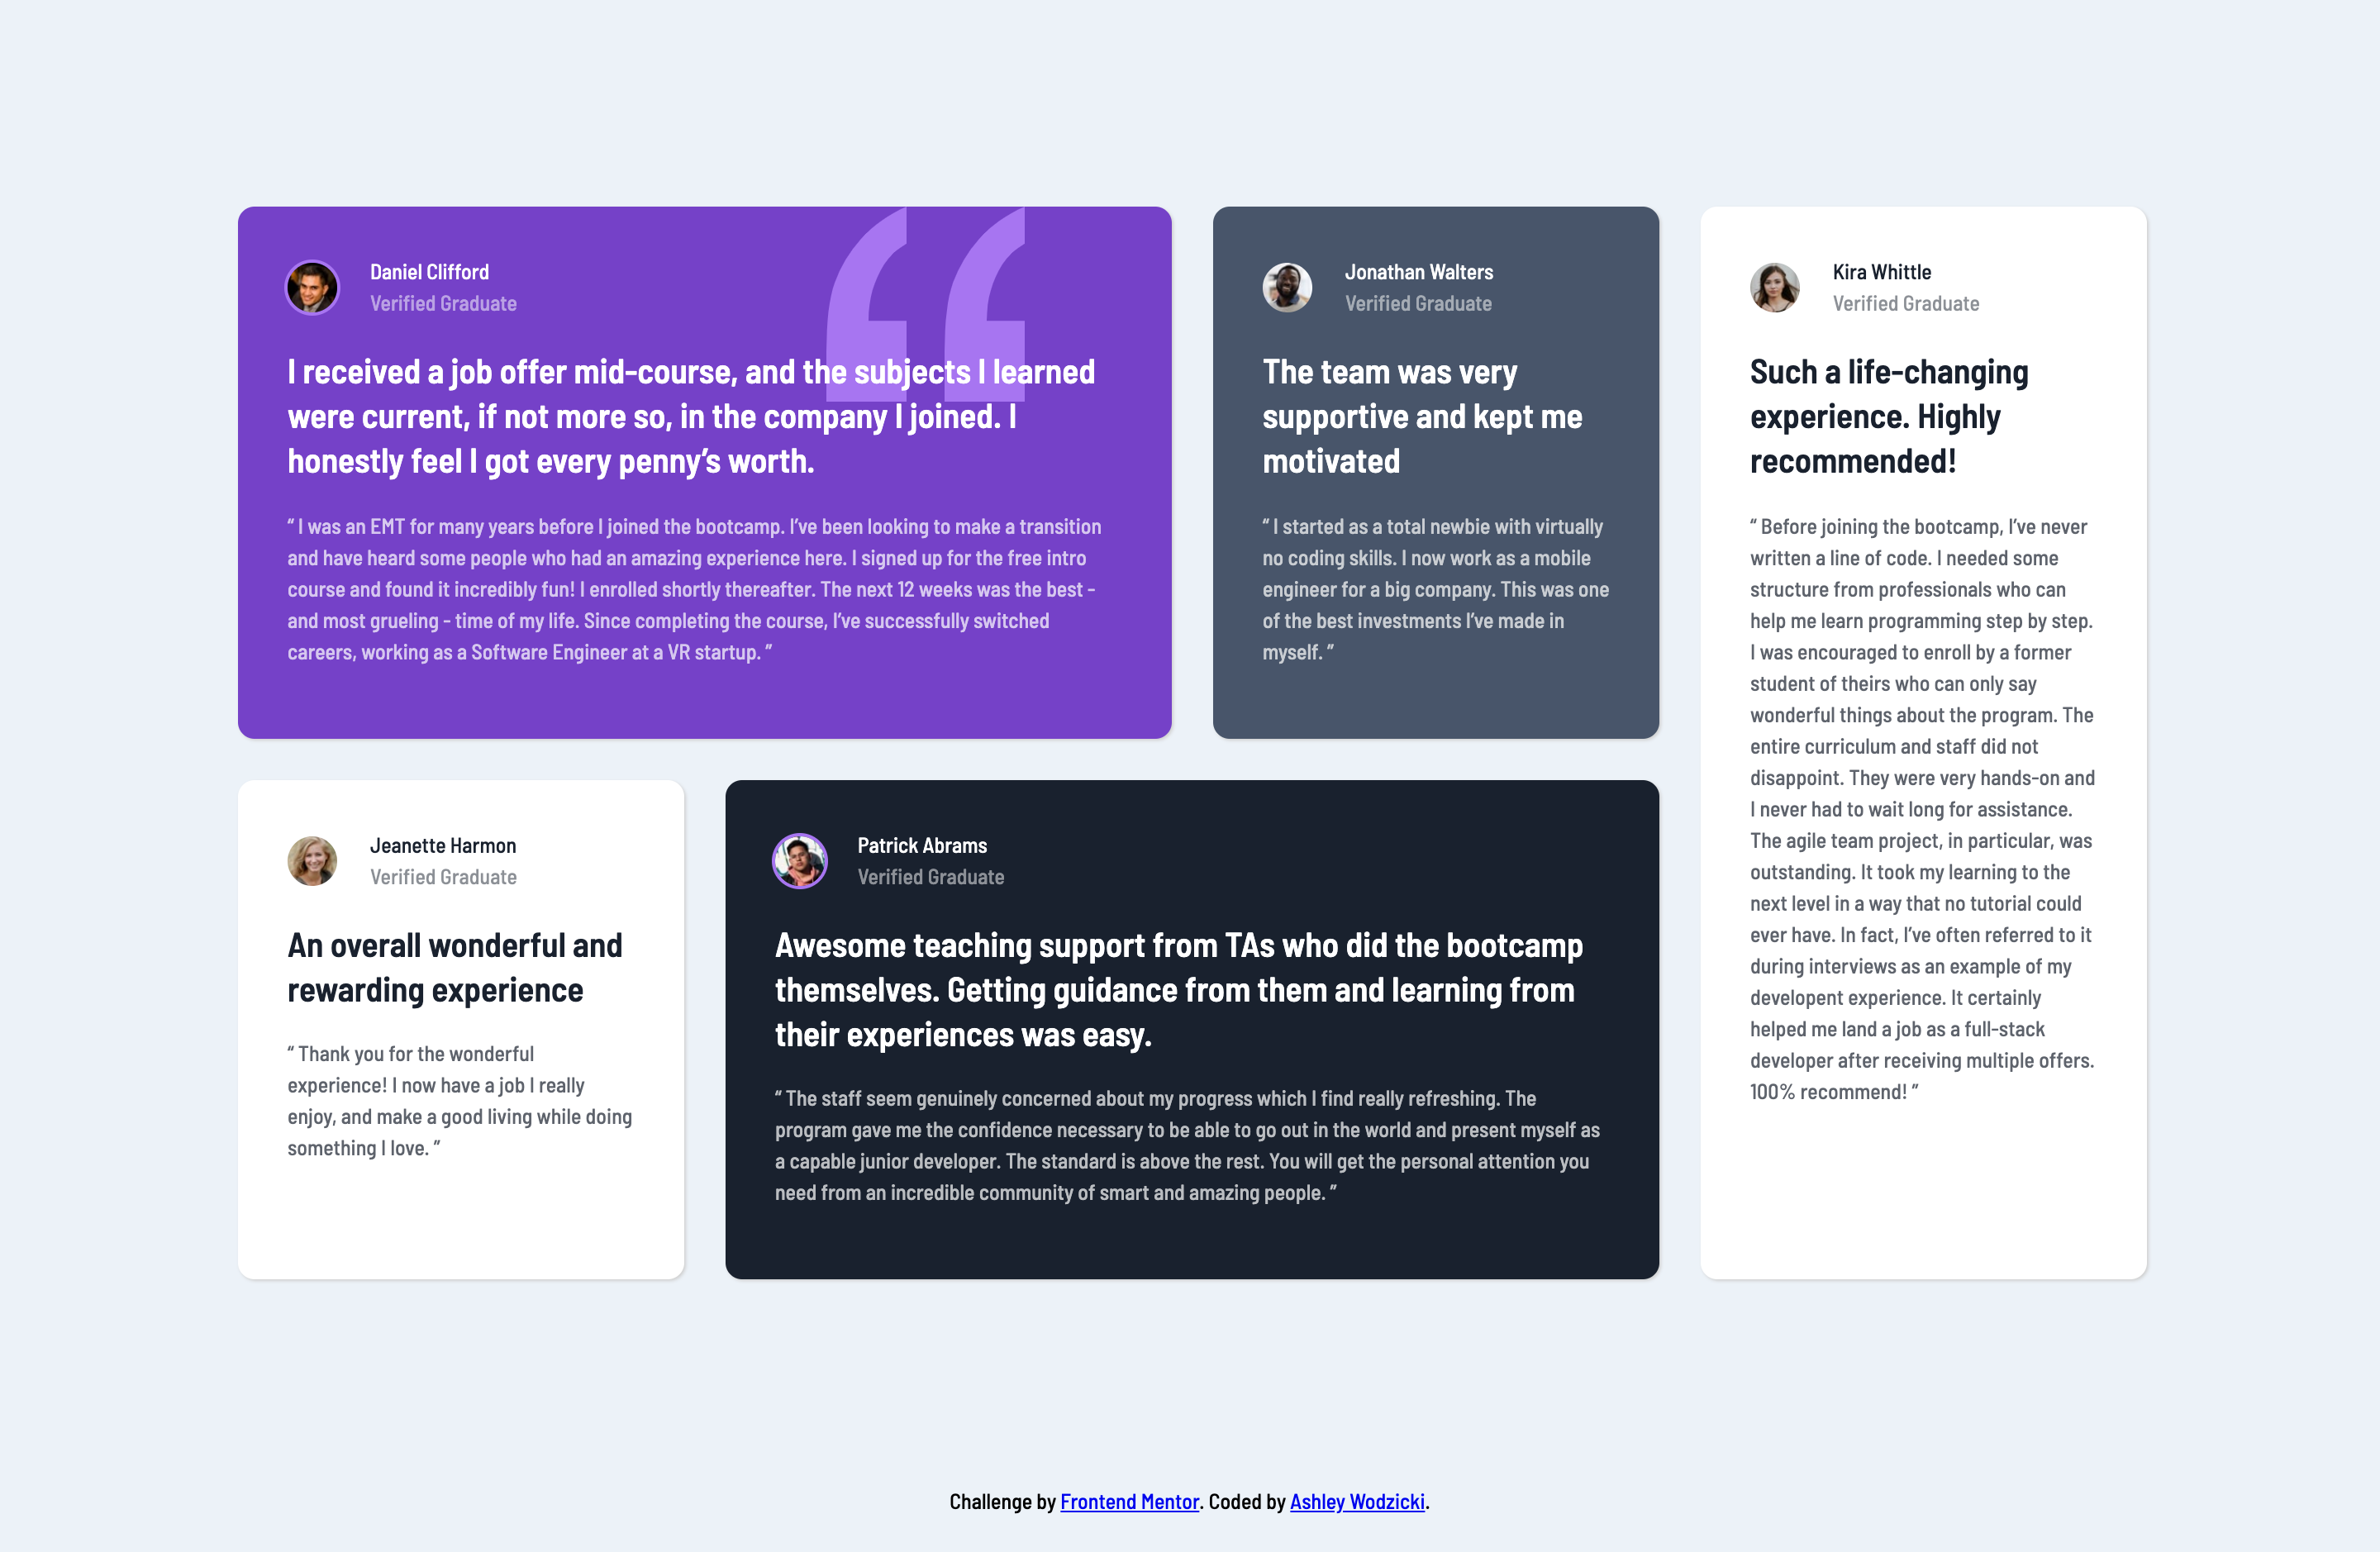 Daniel Clifford
Verified Graduate
I received a job offer mid-course, and the subjects I learned
were current, if not more so, in the company I joined. I
honestly feel I got every penny’s worth.
“ I was an EMT for many years before I joined the bootcamp. I’ve been looking to make a transition
and have heard some people who had an amazing experience here. I signed up for the free intro
course and found it incredibly fun! I enrolled shortly thereafter. The next 12 weeks was the best -
and most grueling - time of my life. Since completing the course, I’ve successfully switched
careers, working as a Software Engineer at a VR startup. ”
Jonathan Walters
Verified Graduate
The team was very
supportive and kept me
motivated
“ I started as a total newbie with virtually
no coding skills. I now work as a mobile
engineer for a big company. This was one
of the best investments I’ve made in
myself. ”
Kira Whittle
Verified Graduate
Such a life-changing
experience. Highly
recommended!
“ Before joining the bootcamp, I’ve never
written a line of code. I needed some
structure from professionals who can
help me learn programming step by step.
I was encouraged to enroll by a former
student of theirs who can only say
wonderful things about the program. The
entire curriculum and staff did not
disappoint. They were very hands-on and
I never had to wait long for assistance.
The agile team project, in particular, was
outstanding. It took my learning to the
next level in a way that no tutorial could
ever have. In fact, I’ve often referred to it
during interviews as an example of my
developent experience. It certainly
helped me land a job as a full-stack
developer after receiving multiple offers.
100% recommend! ”
Jeanette Harmon
Verified Graduate
An overall wonderful and
rewarding experience
“ Thank you for the wonderful
experience! I now have a job I really
enjoy, and make a good living while doing
something I love. ”
Patrick Abrams
Verified Graduate
Awesome teaching support from TAs who did the bootcamp
themselves. Getting guidance from them and learning from
their experiences was easy.
“ The staff seem genuinely concerned about my progress which I find really refreshing. The
program gave me the confidence necessary to be able to go out in the world and present myself as
a capable junior developer. The standard is above the rest. You will get the personal attention you
need from an incredible community of smart and amazing people. ”
Challenge by Frontend Mentor. Coded by Ashley Wodzicki.